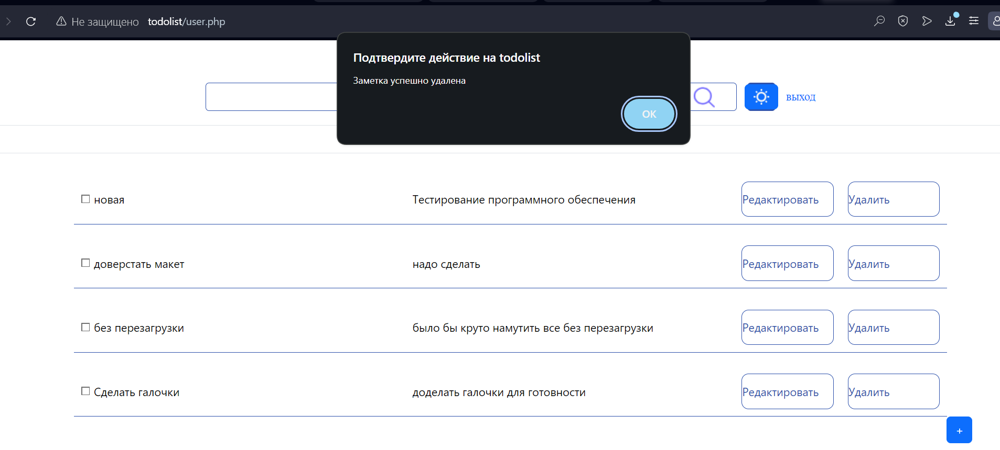 Не защищено todolist/user.php
Подтвердите действие на todolist
Заметка успешно удалена
ОК
выход
новая Тестирование программного обеспечения Редактировать Удалить
доверстать макет надо сделать Редактировать Удалить
без перезагрузки было бы круто намутить все без перезагрузки Редактировать Удалить
Сделать галочки доделать галочки для готовности Редактировать Удалить
+